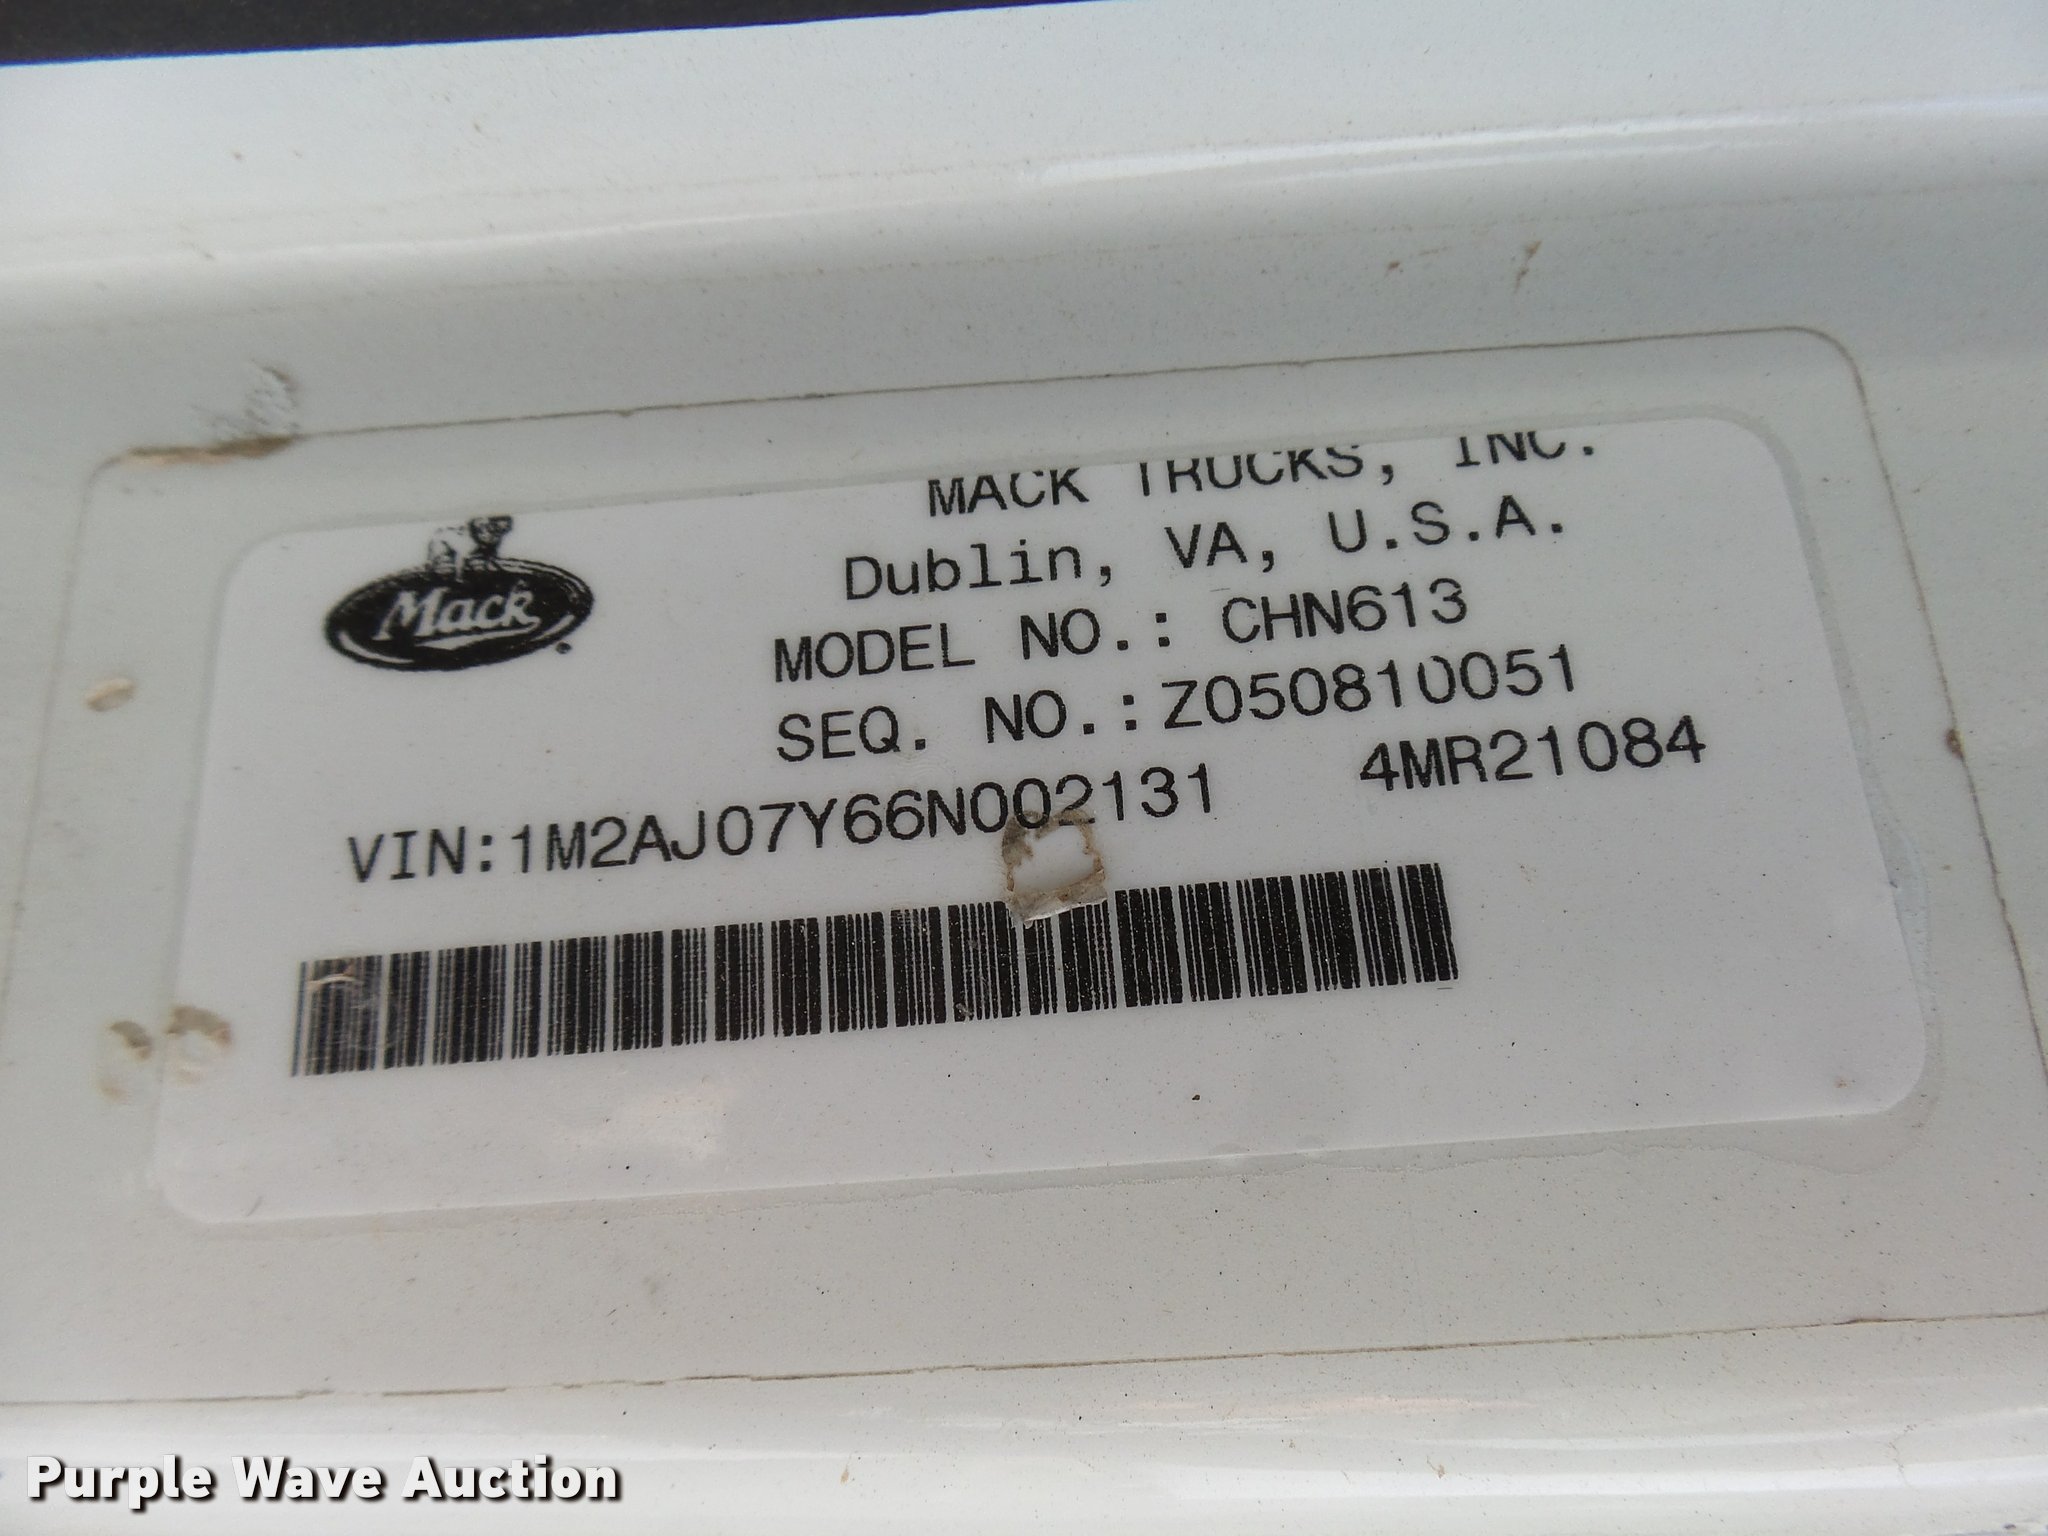 MACK TRUCKS, INC.
Dublin, VA, U.S.A.
Mack
MODEL NO.: CHN613
SEQ. NO.:Z050810051
4MR21084
VIN:1M2AJ07Y66N002131
Purple Wave Auction